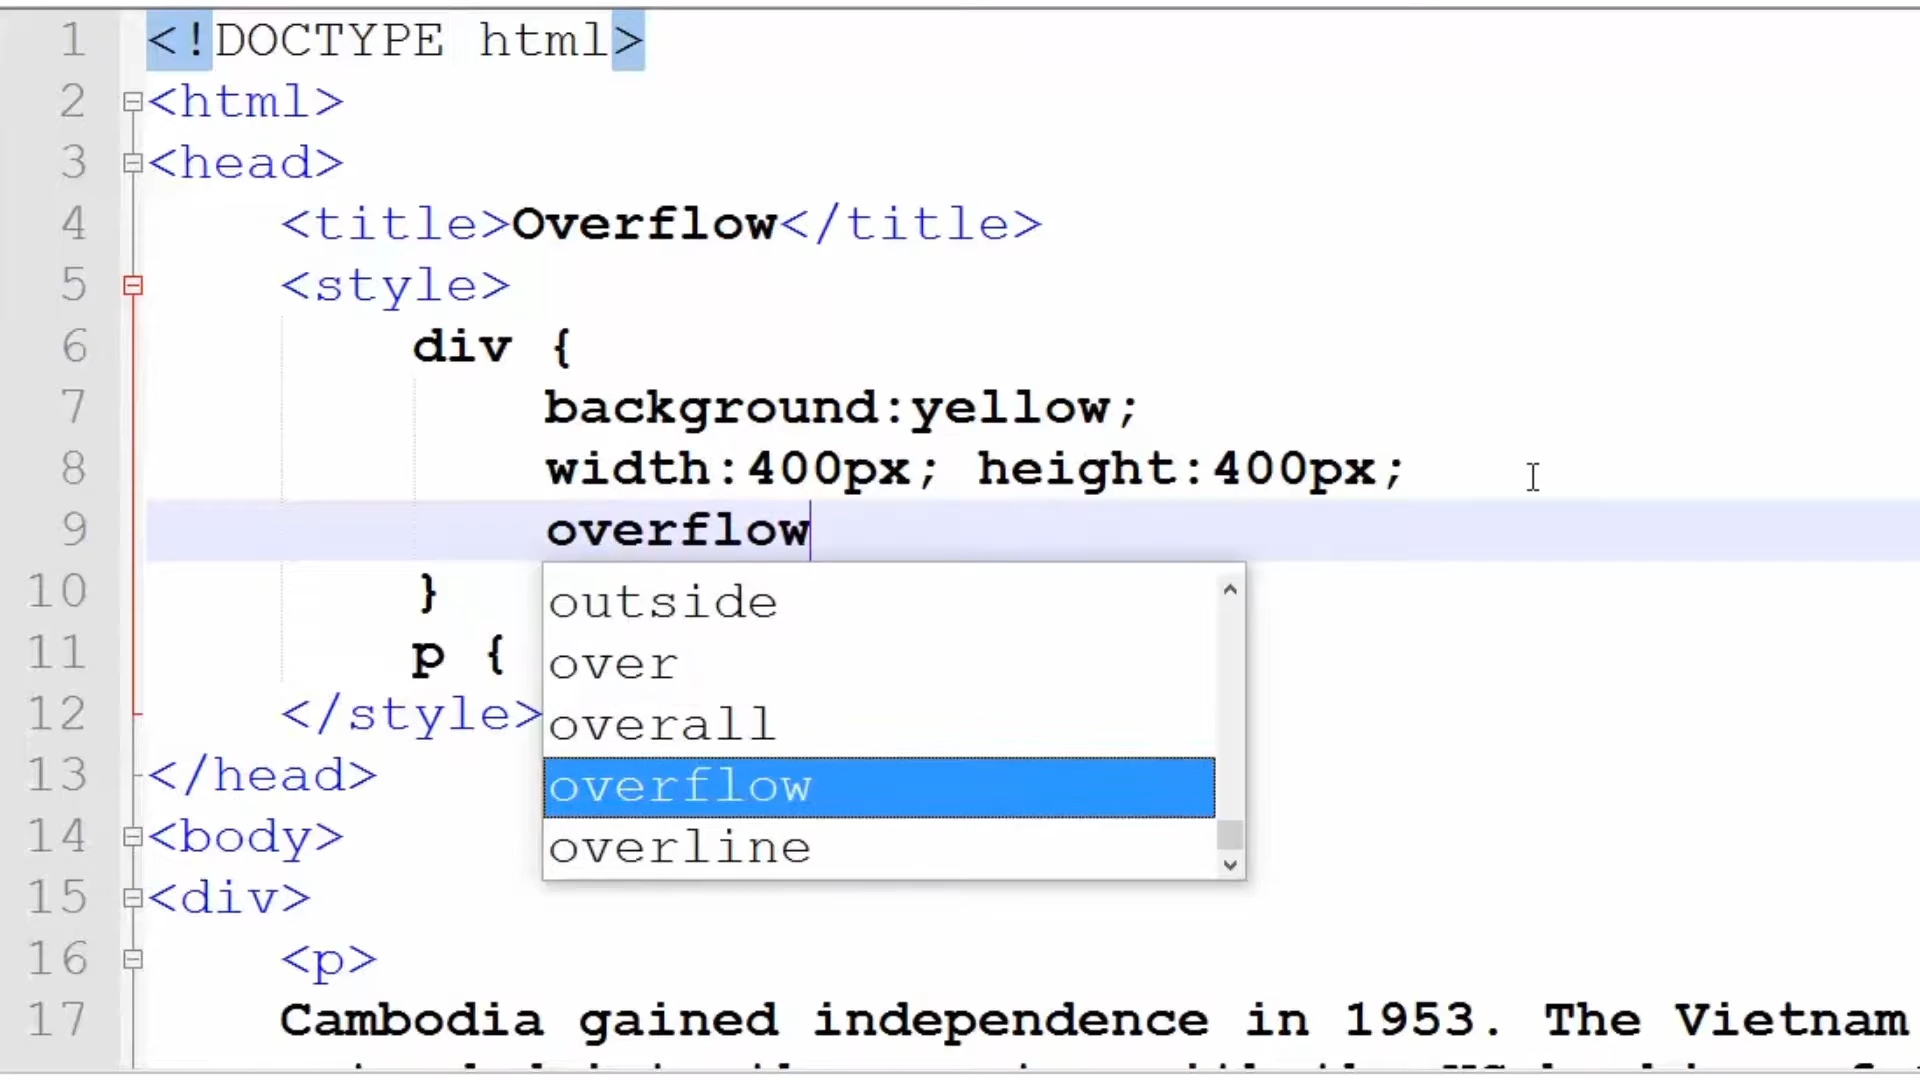 1 <!DOCTYPE html>
2 <html>
3 <head>
4 <title>Overflow</title>
5 <style>
6 div {
7 background:yellow;
8 width:400px; height:400px;
9 overflow
10 }
11 p {
12 </style>
13 </head>
14 <body>
15 <div>
16 <p>
17 Cambodia gained independence in 1953. The Vietnam
outside
over
overall
overflow
overline